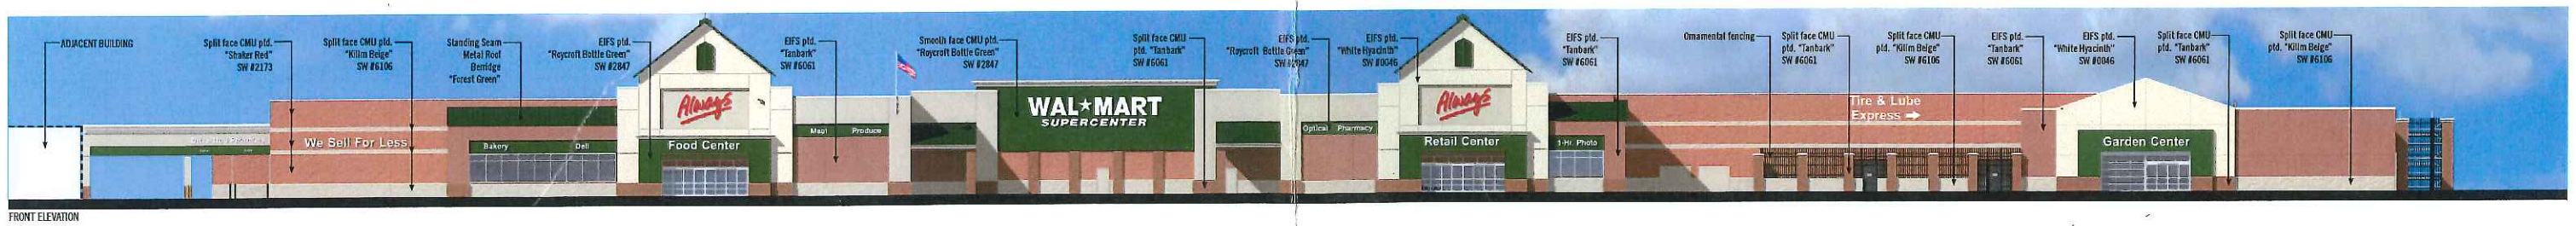 ADJACENT BUILDING
Split face CMU ptd.
"Shaker Red"
SW #2173
Split face CMU ptd.
"Kilim Beige"
SW #6106
Standing Seam
Metal Roof
Berridge
"Forest Green"
EIFS ptd.
"Roycroft Bottle Green"
SW #2847
EIFS ptd.
"Tanbark"
SW #6061
Smooth face CMU ptd.
"Roycroft Bottle Green"
SW #2847
Split face CMU
ptd. "Tanbark"
SW #6061
EIFS ptd.
"Roycroft Bottle Green"
SW #2847
EIFS ptd.
"White Hyacinth"
SW #0046
EIFS ptd.
"Tanbark"
SW #6061
Ornamental fencing
Split face CMU
ptd. "Tanbark"
SW #6061
Split face CMU
ptd. "Kilim Beige"
SW #6106
EIFS ptd.
"Tanbark"
SW #6061
EIFS ptd.
"White Hyacinth"
SW #0046
Split face CMU
ptd. "Tanbark"
SW #6061
Split face CMU
ptd. "Kilim Beige"
SW #6106
We Sell For Less
Bakery
Deli
Always
Food Center
Meat
Produce
WAL★MART
SUPERCENTER
Optical
Pharmacy
Always
Retail Center
1-Hr. Photo
Tire & Lube
Express →
Garden Center
FRONT ELEVATION